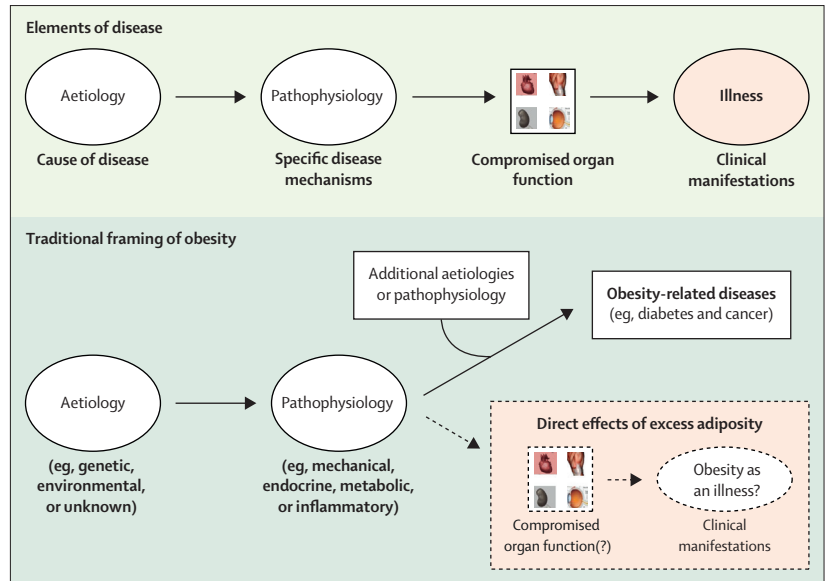 Elements of disease
Aetiology
Pathophysiology
Illness
Cause of disease
Specific disease
mechanisms
Compromised organ
function
Clinical
manifestations
Traditional framing of obesity
Additional aetiologies
or pathophysiology
Obesity-related diseases
(eg, diabetes and cancer)
Aetiology
Pathophysiology
(eg, genetic,
environmental,
or unknown)
(eg, mechanical,
endocrine, metabolic,
or inflammatory)
Direct effects of excess adiposity
Obesity as
an illness?
Compromised
organ function(?)
Clinical
manifestations